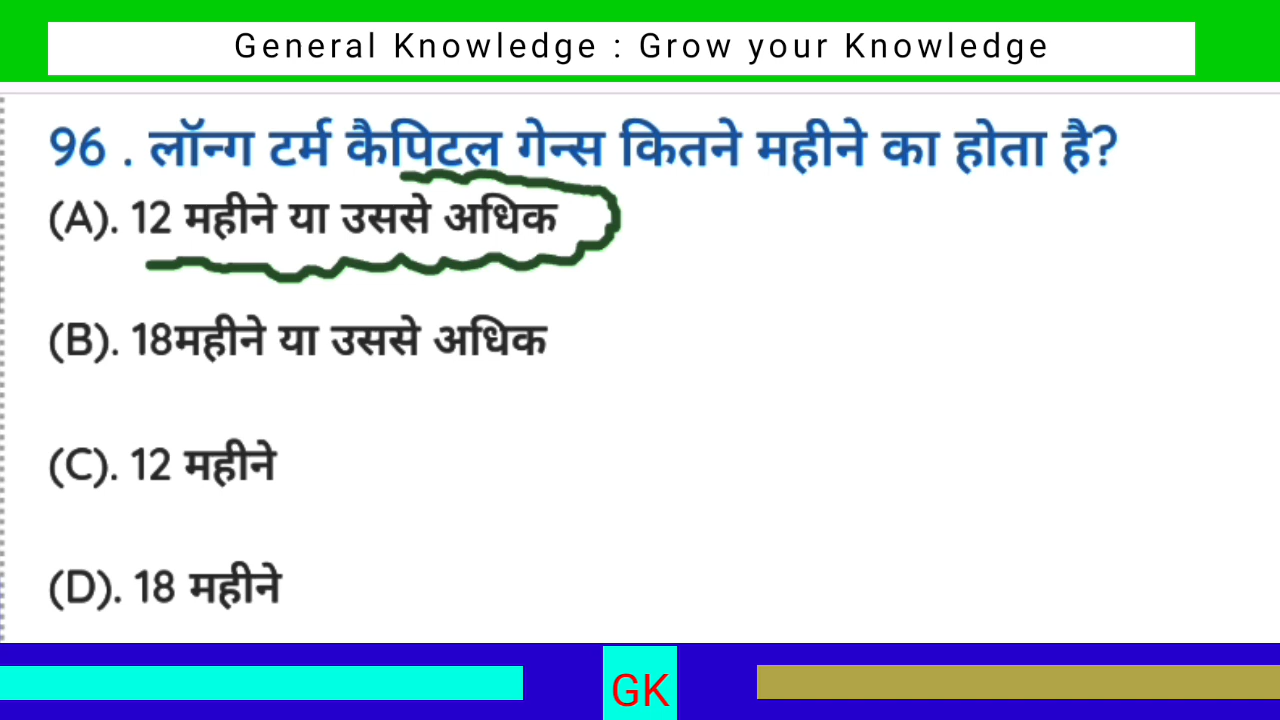 General Knowledge : Grow your Knowledge
96 . लॉन्ग टर्म कैपिटल गेन्स कितने महीने का होता है?
(A). 12 महीने या उससे अधिक
(B). 18महीने या उससे अधिक
(C). 12 महीने
(D). 18 महीने
GK